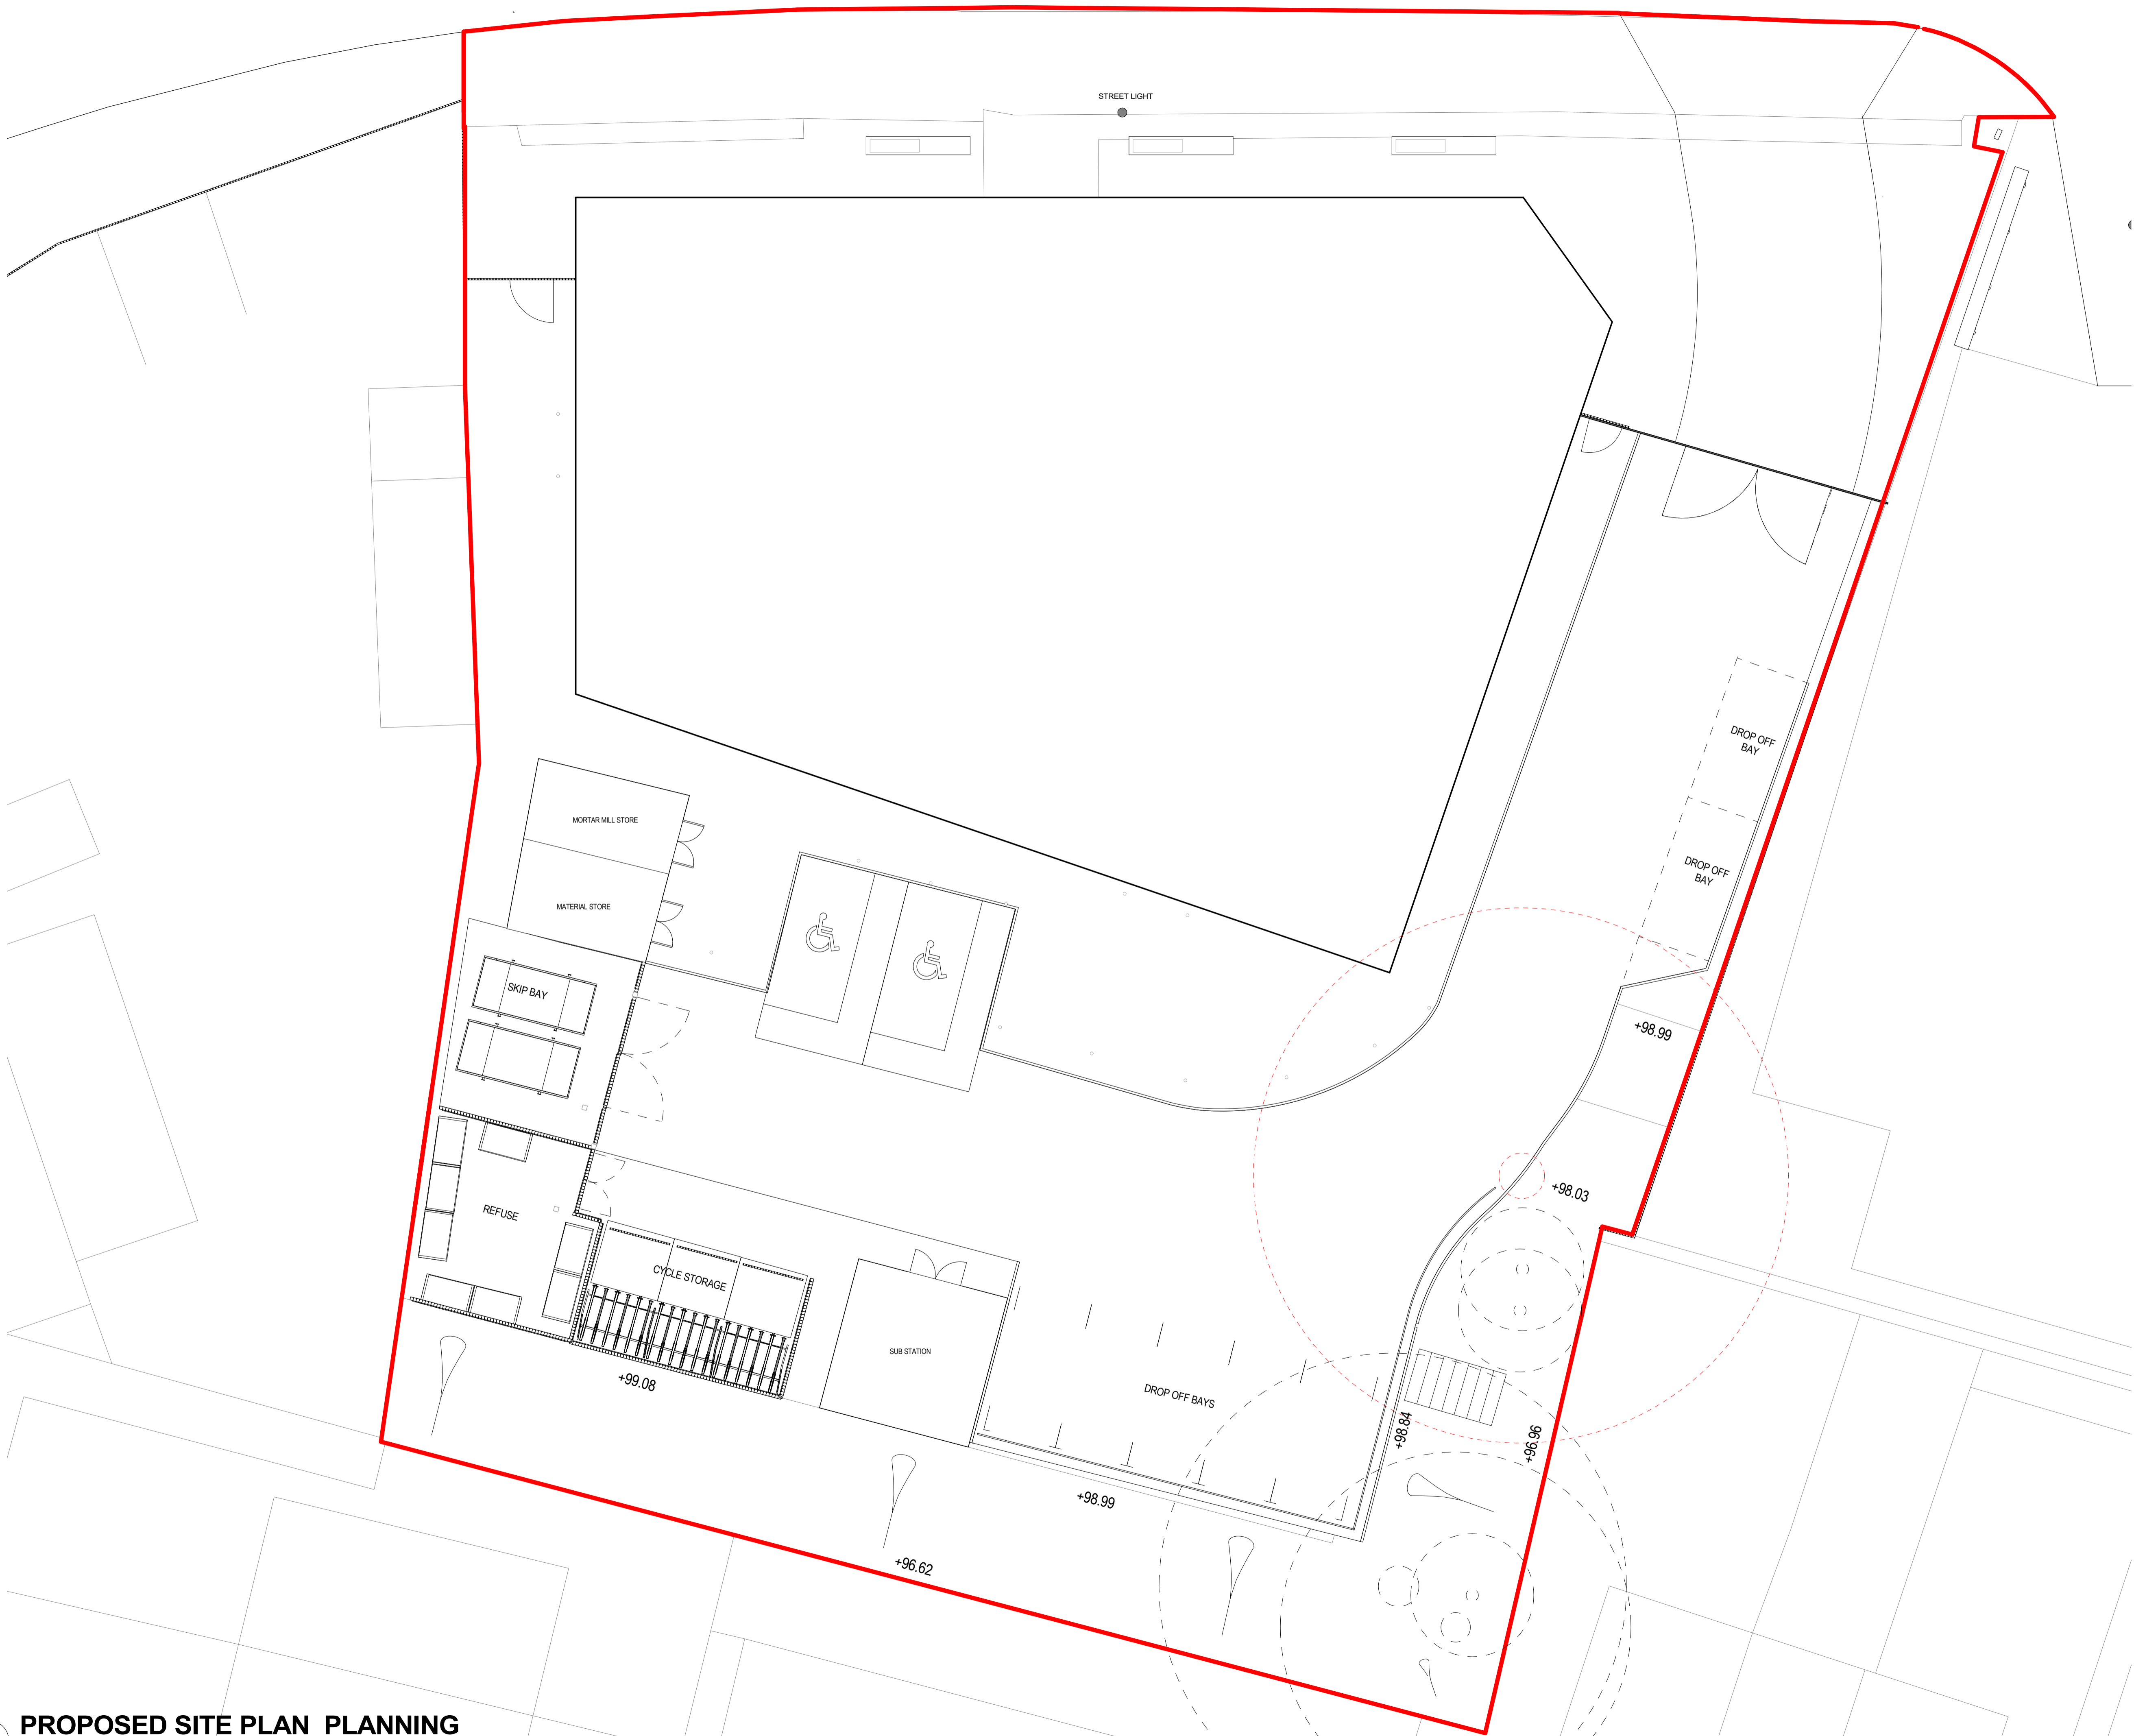 STREET LIGHT
DROP OFF
BAY
MORTAR MILL STORE
DROP OFF
BAY
MATERIAL STORE
SKIP BAY
+98.99
+98.03
REFUSE
CYCLE STORAGE
SUB STATION
+99.08
DROP OFF BAYS
+98.84
+96.96
+98.99
+96.62
PROPOSED SITE PLAN PLANNING